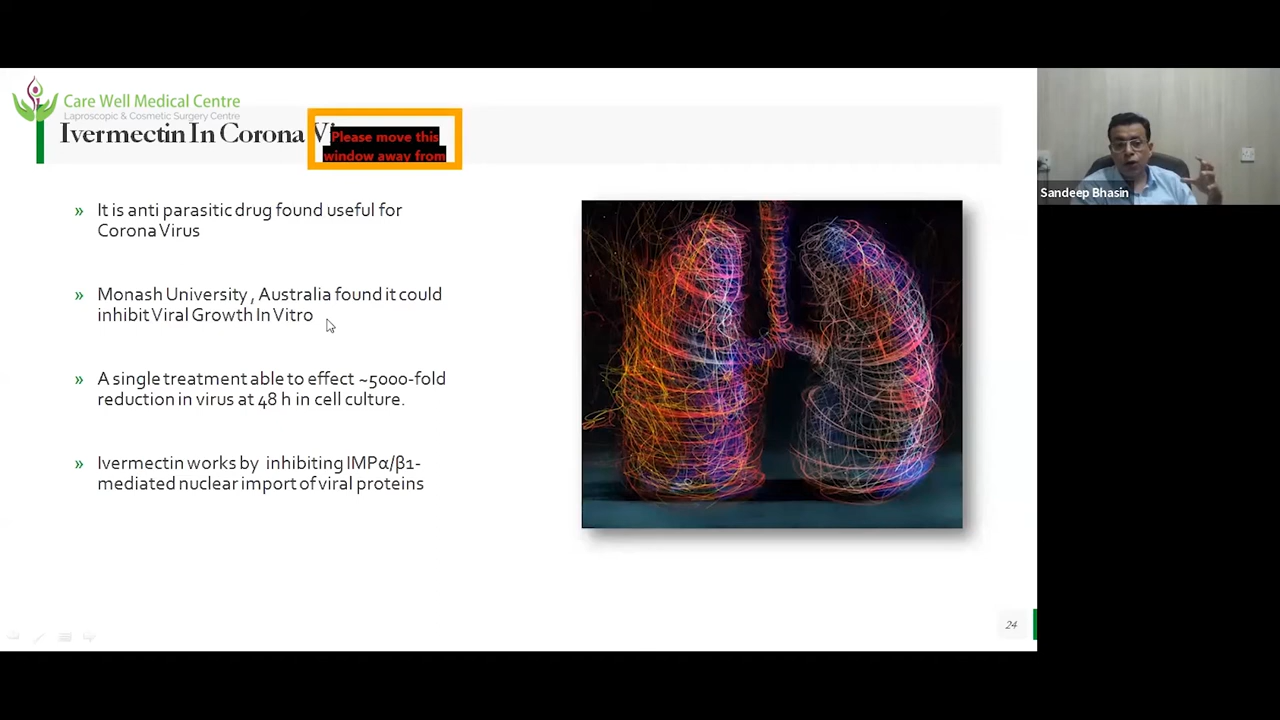 Care Well Medical Centre
Laproscopic & Cosmetic Surgery Centre
Ivermectin In Corona Vi
Please move this
window away from
» It is anti parasitic drug found useful for
Corona Virus
» Monash University , Australia found it could
inhibit Viral Growth In Vitro
» A single treatment able to effect ~5000-fold
reduction in virus at 48 h in cell culture.
» Ivermectin works by inhibiting IMPα/β1-
mediated nuclear import of viral proteins
24
Sandeep Bhasin